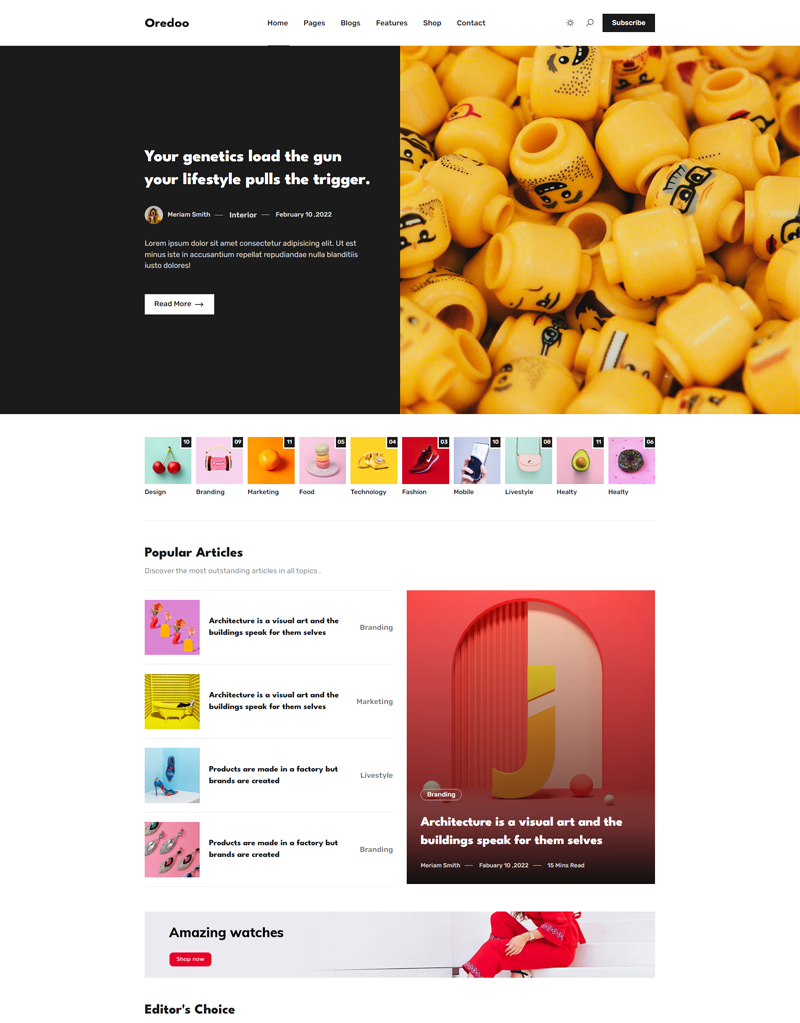 Oredoo
Home Pages Blogs Features Shop Contact
Subscribe
Your genetics load the gun
your lifestyle pulls the trigger.
Meriam Smith — Interior — February 10 ,2022
Lorem ipsum dolor sit amet consectetur adipisicing elit. Ut est
minus iste in accusantium repellat repudiandae nulla blanditiis
iusto dolores!
Read More →
10 09 11 05 04 03 10 08 11 06
Design Branding Marketing Food Technology Fashion Mobile Livestyle Healty Healty
Popular Articles
Discover the most outstanding articles in all topics .
Architecture is a visual art and the
buildings speak for them selves
Branding
Architecture is a visual art and the
buildings speak for them selves
Marketing
Products are made in a factory but
brands are created
Livestyle
Products are made in a factory but
brands are created
Branding
Branding
Architecture is a visual art and the
buildings speak for them selves
Meriam Smith — Fabuary 10 ,2022 — 15 Mins Read
Amazing watches
Shop now
Editor's Choice